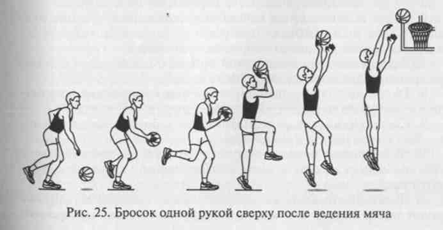 Рис. 25. Бросок одной рукой сверху после ведения мяча